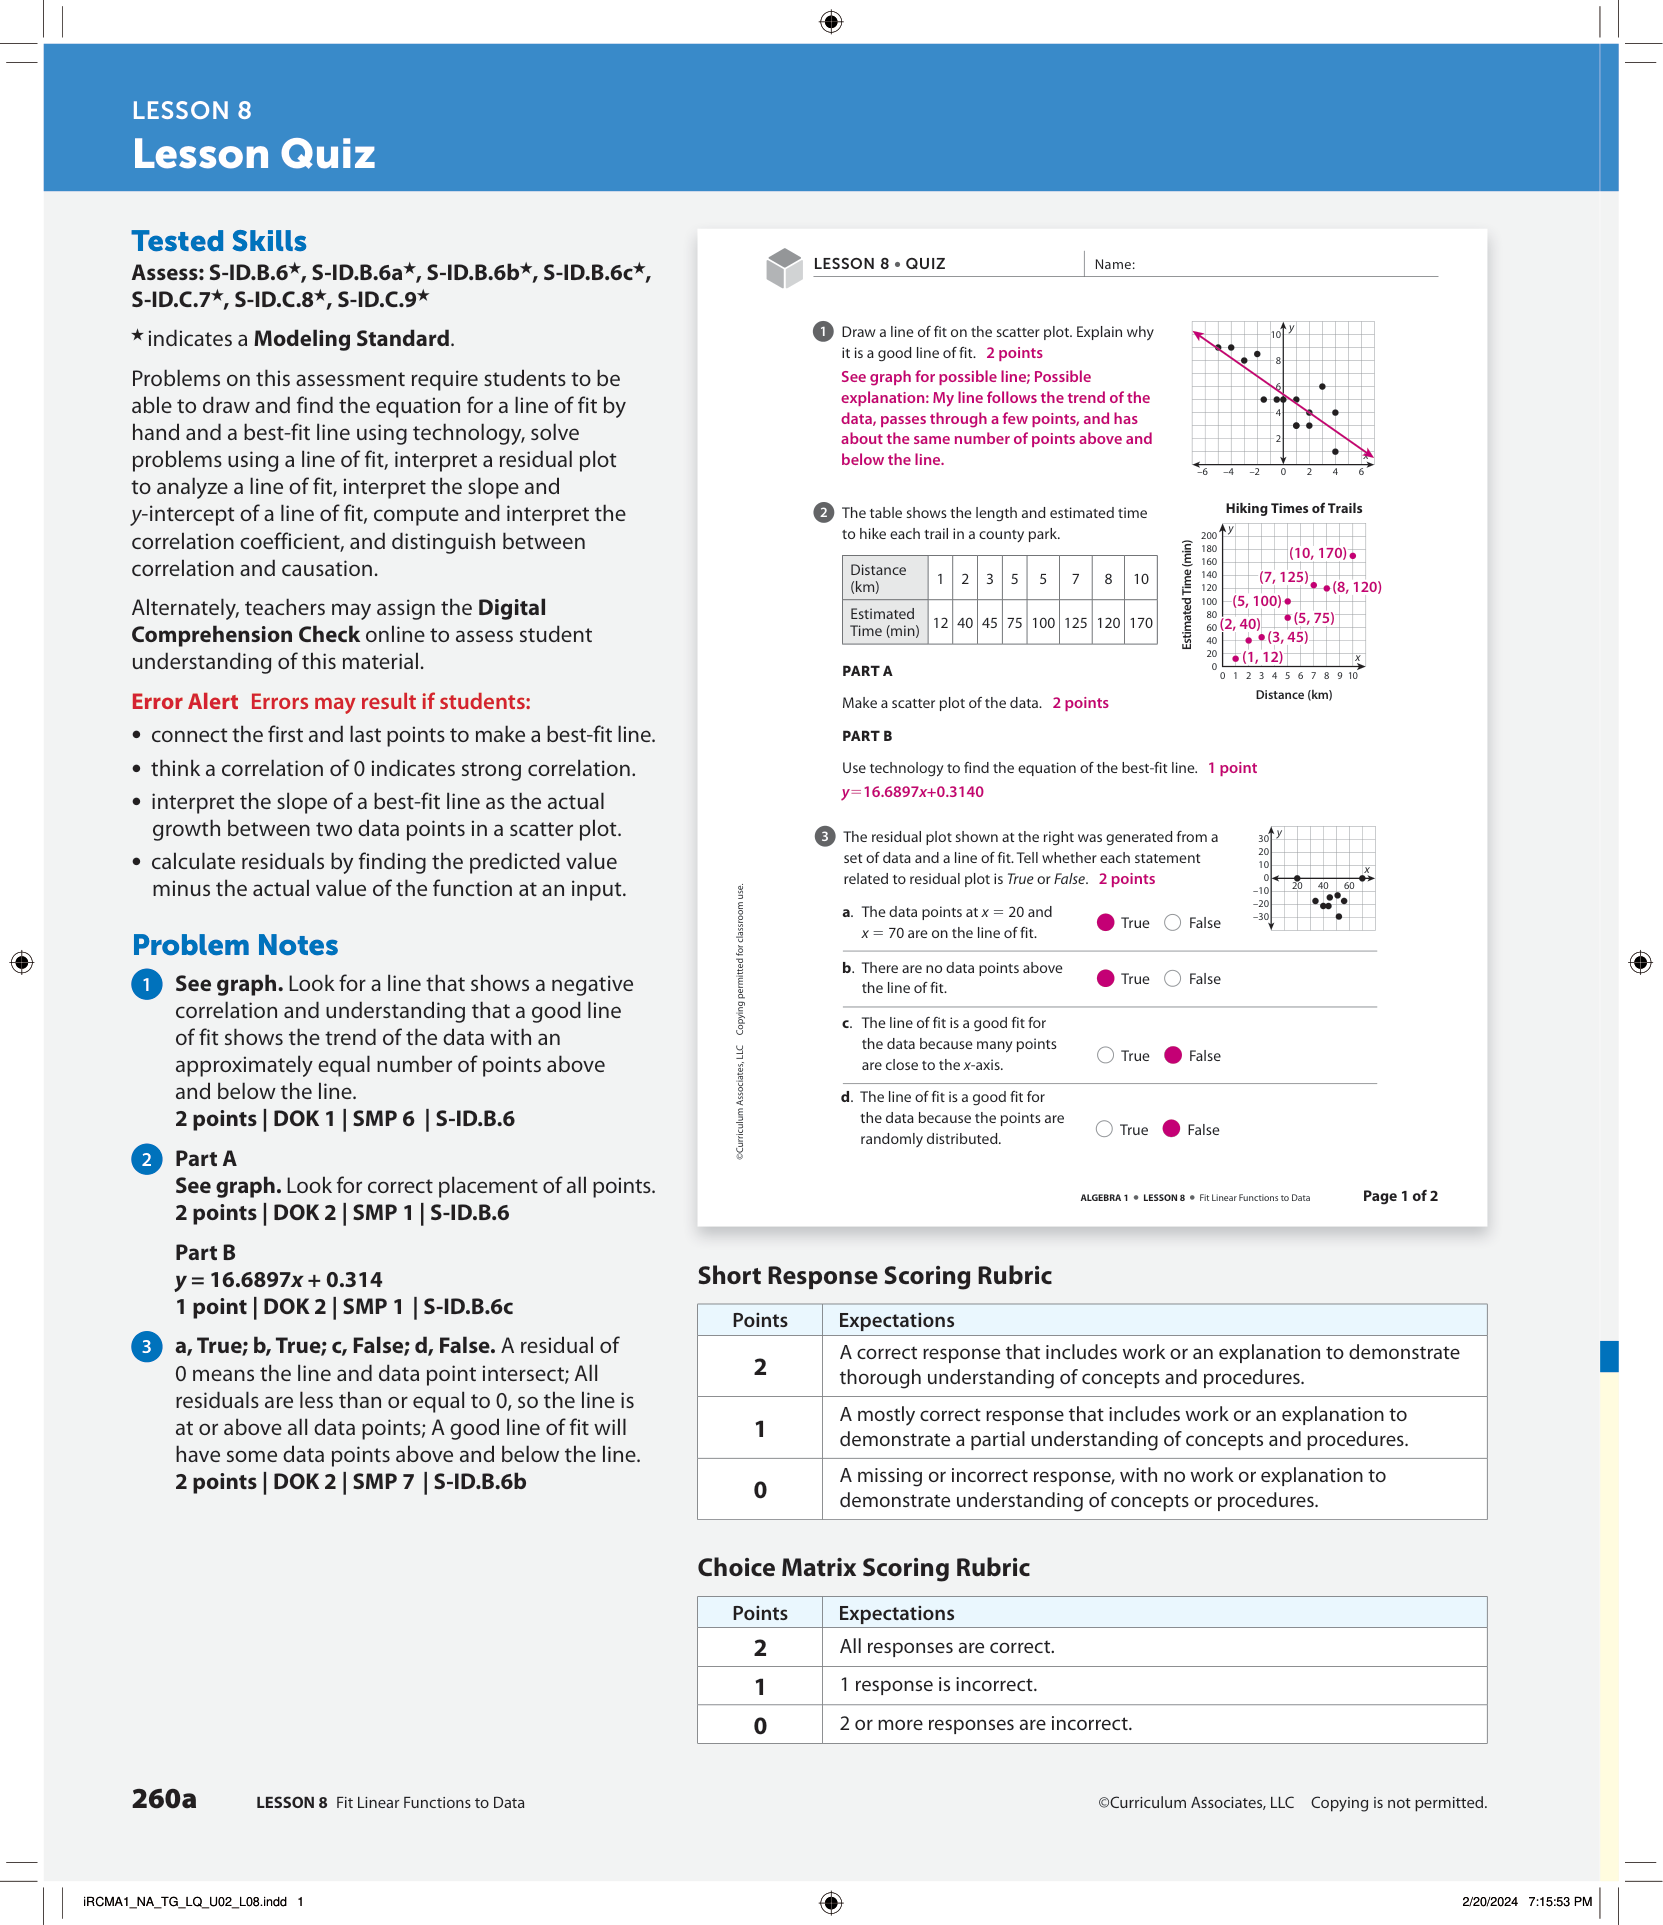 LESSON 8
Lesson Quiz
Tested Skills
Assess: S-ID.B.6★, S-ID.B.6a★, S-ID.B.6b★, S-ID.B.6c★,
S-ID.C.7★, S-ID.C.8★, S-ID.C.9★
★ indicates a Modeling Standard.
Problems on this assessment require students to be
able to draw and find the equation for a line of fit by
hand and a best-fit line using technology, solve
problems using a line of fit, interpret a residual plot
to analyze a line of fit, interpret the slope and
y-intercept of a line of fit, compute and interpret the
correlation coefficient, and distinguish between
correlation and causation.
Alternately, teachers may assign the Digital
Comprehension Check online to assess student
understanding of this material.
Error Alert Errors may result if students:
• connect the first and last points to make a best-fit line.
• think a correlation of 0 indicates strong correlation.
• interpret the slope of a best-fit line as the actual
growth between two data points in a scatter plot.
• calculate residuals by finding the predicted value
minus the actual value of the function at an input.
Problem Notes
1 See graph. Look for a line that shows a negative
correlation and understanding that a good line
of fit shows the trend of the data with an
approximately equal number of points above
and below the line.
2 points | DOK 1 | SMP 6 | S-ID.B.6
2 Part A
See graph. Look for correct placement of all points.
2 points | DOK 2 | SMP 1 | S-ID.B.6
Part B
y = 16.6897x + 0.314
1 point | DOK 2 | SMP 1 | S-ID.B.6c
3 a, True; b, True; c, False; d, False. A residual of
0 means the line and data point intersect; All
residuals are less than or equal to 0, so the line is
at or above all data points; A good line of fit will
have some data points above and below the line.
2 points | DOK 2 | SMP 7 | S-ID.B.6b
LESSON 8 • QUIZ
Name:
1 Draw a line of fit on the scatter plot. Explain why
it is a good line of fit. 2 points
See graph for possible line; Possible
explanation: My line follows the trend of the
data, passes through a few points, and has
about the same number of points above and
below the line.
y
10
8
6
4
2
x
–6 –4 –2 0 2 4 6
2 The table shows the length and estimated time
to hike each trail in a county park.
Distance
(km) 1 2 3 5 5 7 8 10
Estimated
Time (min) 12 40 45 75 100 125 120 170
Hiking Times of Trails
Estimated Time (min)
y
200
180
160
140
120
100
80
60
40
20
0
(10, 170)
(7, 125)
(8, 120)
(5, 100)
(5, 75)
(2, 40)
(3, 45)
(1, 12)
x
0 1 2 3 4 5 6 7 8 9 10
Distance (km)
PART A
Make a scatter plot of the data. 2 points
PART B
Use technology to find the equation of the best-fit line. 1 point
y=16.6897x+0.3140
3 The residual plot shown at the right was generated from a
set of data and a line of fit. Tell whether each statement
related to residual plot is True or False. 2 points
y
30
20
10
0
–10
–20
–30
x
20 40 60
a. The data points at x = 20 and
x = 70 are on the line of fit.
True False
b. There are no data points above
the line of fit.
True False
c. The line of fit is a good fit for
the data because many points
are close to the x-axis.
True False
d. The line of fit is a good fit for
the data because the points are
randomly distributed.
True False
©Curriculum Associates, LLC Copying permitted for classroom use.
ALGEBRA 1 • LESSON 8 • Fit Linear Functions to Data Page 1 of 2
Short Response Scoring Rubric
Points Expectations
2 A correct response that includes work or an explanation to demonstrate
thorough understanding of concepts and procedures.
1 A mostly correct response that includes work or an explanation to
demonstrate a partial understanding of concepts and procedures.
0 A missing or incorrect response, with no work or explanation to
demonstrate understanding of concepts or procedures.
Choice Matrix Scoring Rubric
Points Expectations
2 All responses are correct.
1 1 response is incorrect.
0 2 or more responses are incorrect.
260a LESSON 8 Fit Linear Functions to Data
©Curriculum Associates, LLC Copying is not permitted.
iRCMA1_NA_TG_LQ_U02_L08.indd 1
2/20/2024 7:15:53 PM